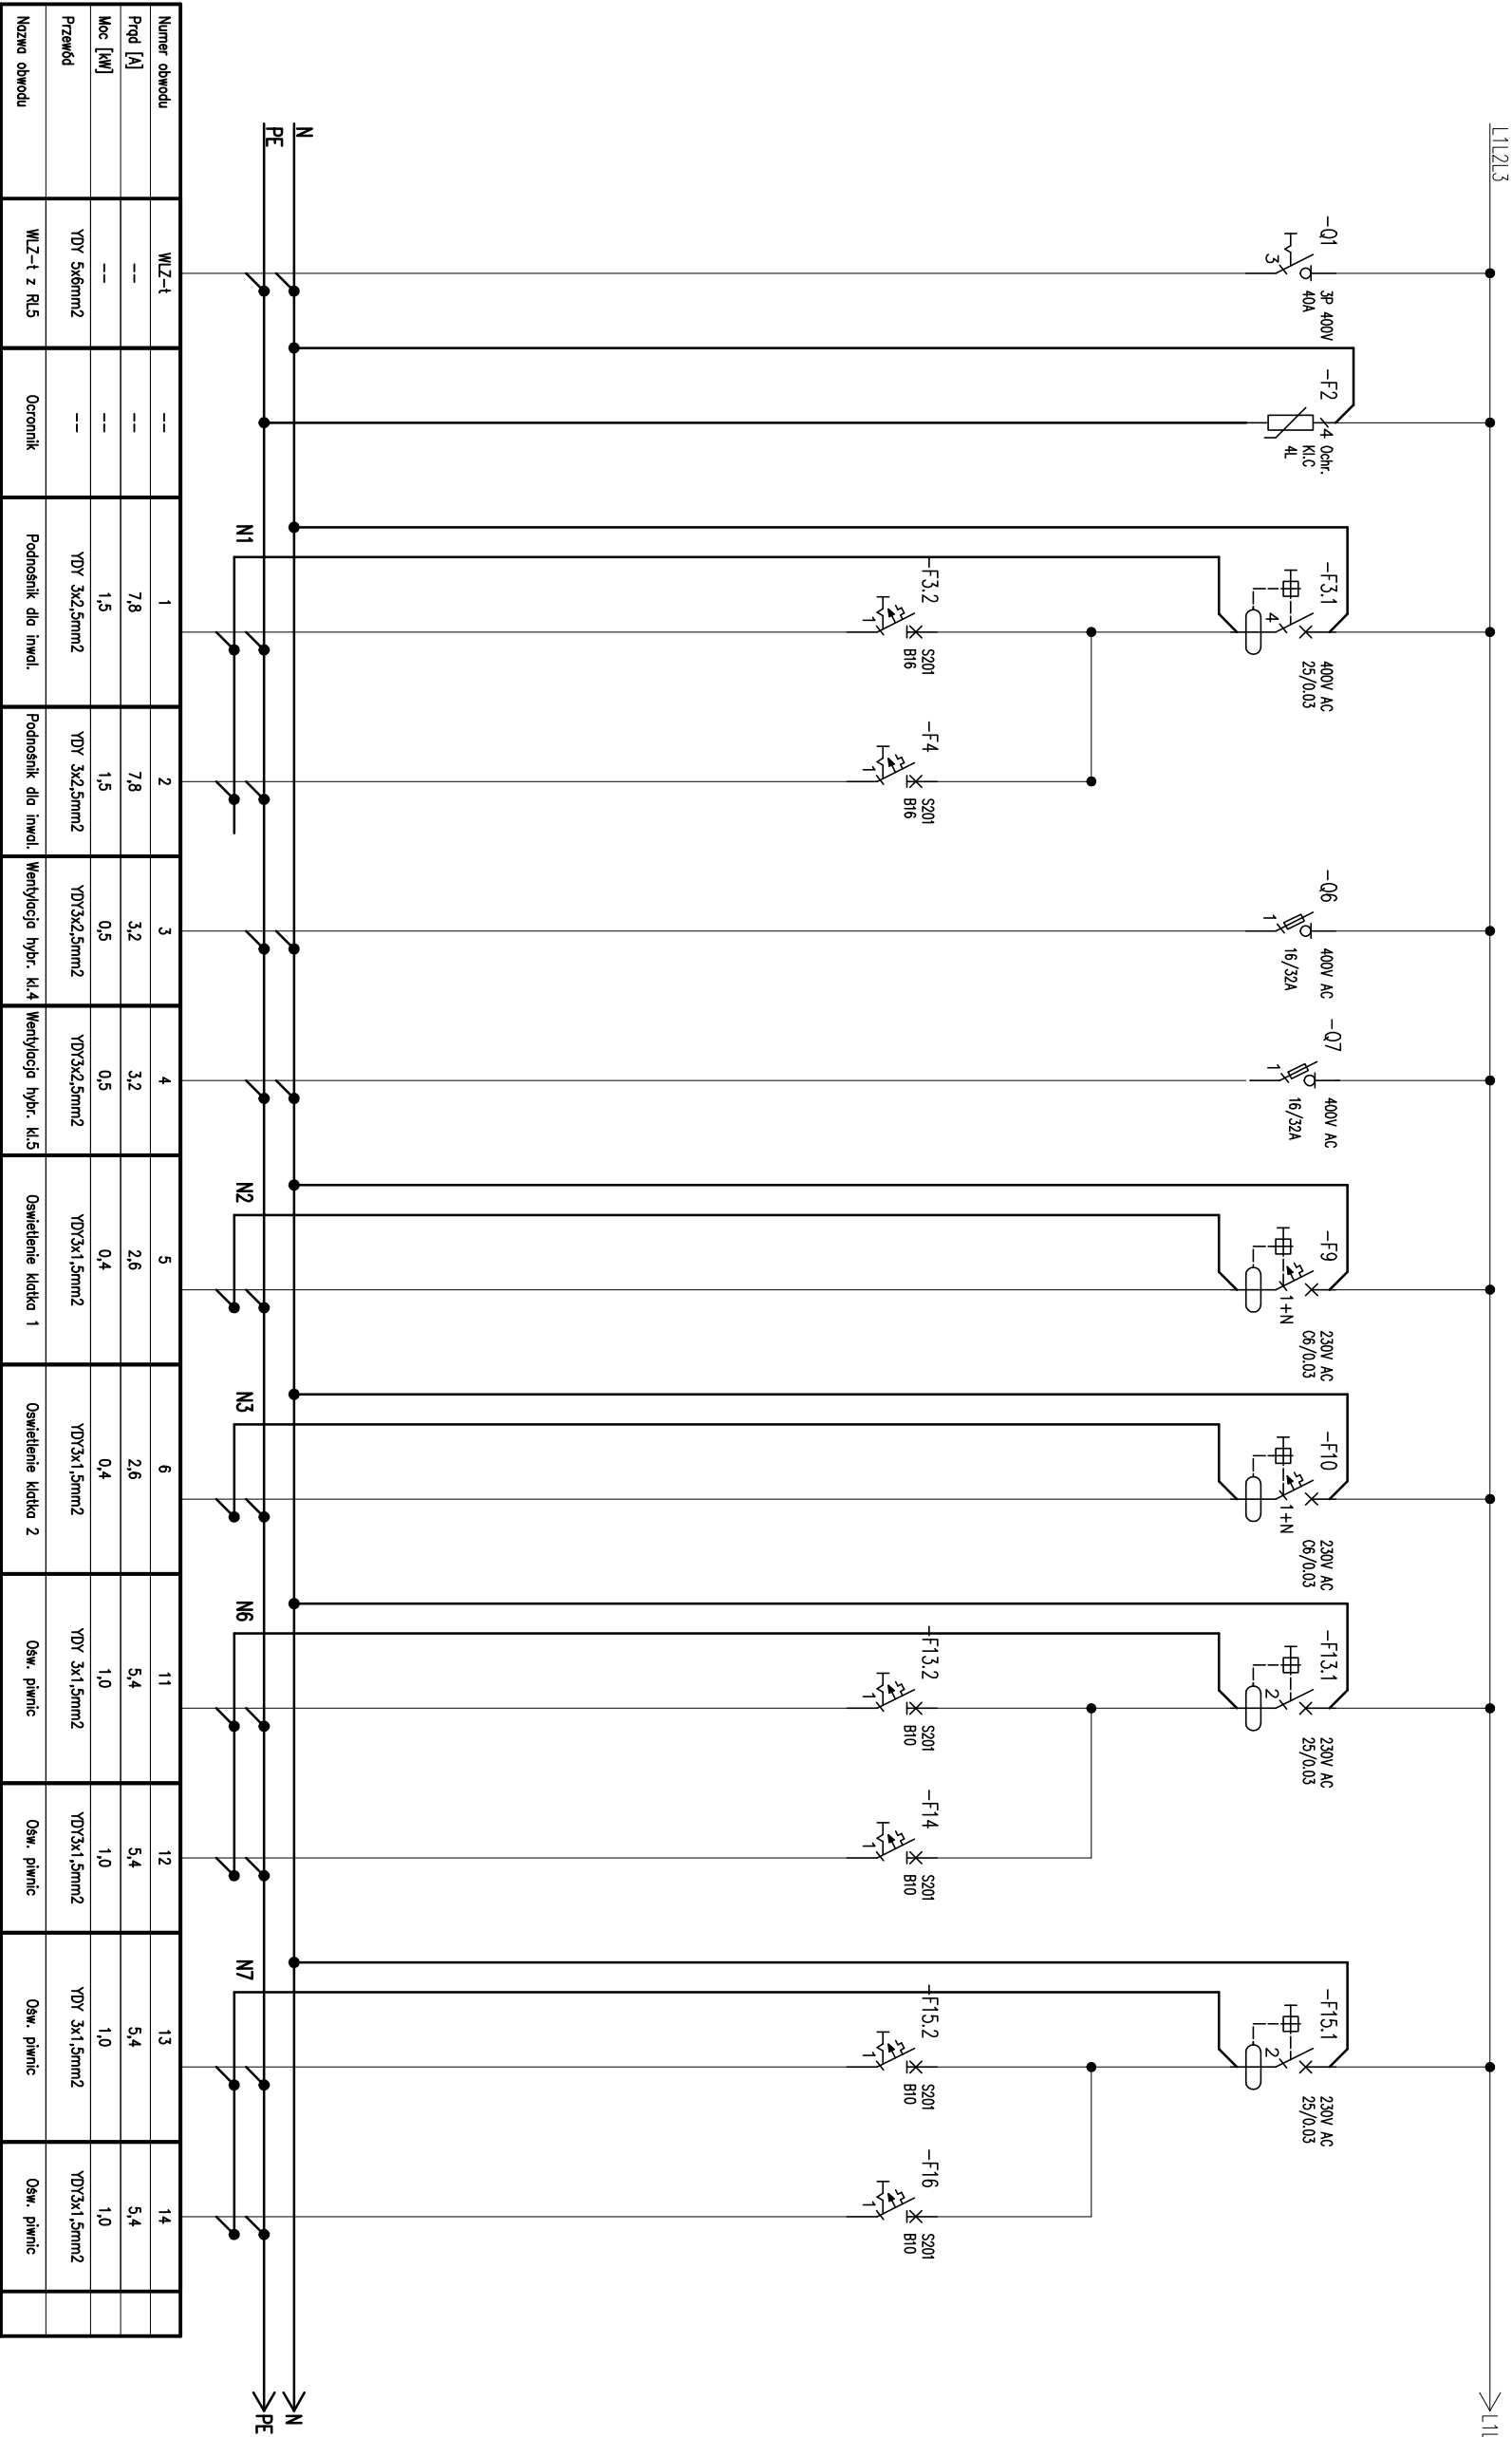 L1L2L3
L1L
-Q1
3
3P 400V
40A
-F2
4
Ochr.
Kl.C
4L
-F3.1
4
400V AC
25/0.03
-Q6
1
400V AC
16/32A
-Q7
1
400V AC
16/32A
-F9
1+N
230V AC
C6/0.03
-F10
1+N
230V AC
C6/0.03
-F13.1
2
230V AC
25/0.03
-F15.1
2
230V AC
25/0.03
-F3.2
1
S201
B16
-F4
1
S201
B16
-F13.2
1
S201
B10
-F14
1
S201
B10
-F15.2
1
S201
B10
-F16
1
S201
B10
N
N
PE
PE
N1
N2
N3
N6
N7
Numer obwodu WLZ-t -- 1 2 3 4 5 6 11 12 13 14
Prąd [A] -- -- 7,8 7,8 3,2 3,2 2,6 2,6 5,4 5,4 5,4 5,4
Moc [kW] -- -- 1,5 1,5 0,5 0,5 0,4 0,4 1,0 1,0 1,0 1,0
Przewód YDY 5x6mm2 -- YDY 3x2,5mm2 YDY 3x2,5mm2 YDY3x2,5mm2 YDY3x2,5mm2 YDY3x1,5mm2 YDY3x1,5mm2 YDY 3x1,5mm2 YDY3x1,5mm2 YDY 3x1,5mm2 YDY3x1,5mm2
Nazwa obwodu WLZ-t z RL5 Ocronnik Podnośnik dla inwal. Podnośnik dla inwal. Wentylacja hybr. kl.4 Wentylacja hybr. kl.5 Oswietlenie klatka 1 Oswietlenie klatka 2 Ośw. piwnic Ośw. piwnic Ośw. piwnic Ośw. piwnic